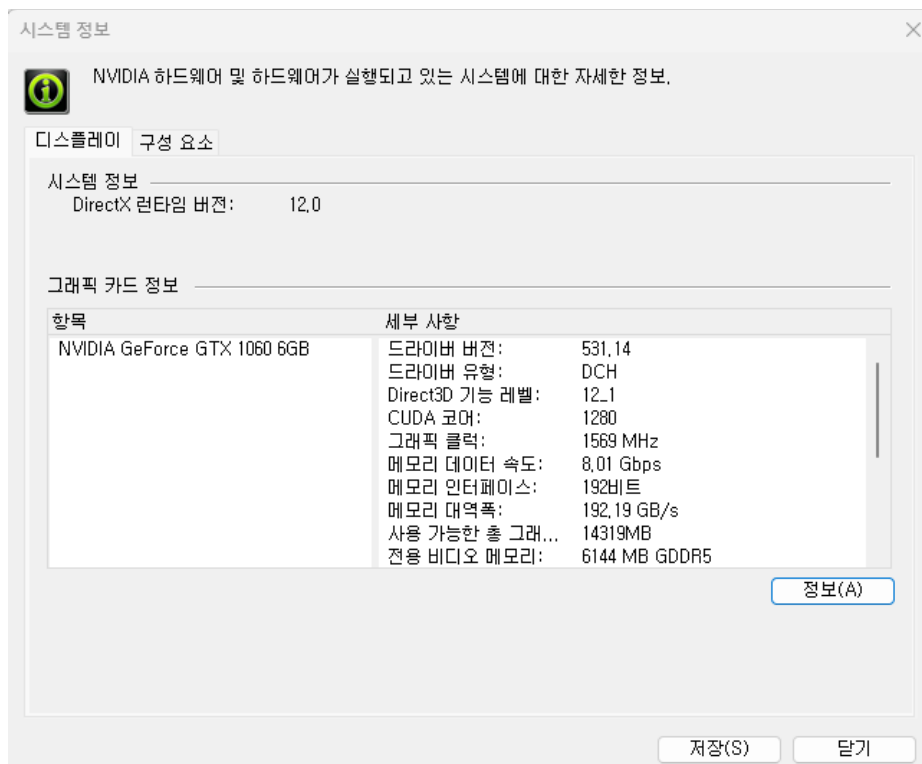 시스템 정보
NVIDIA 하드웨어 및 하드웨어가 실행되고 있는 시스템에 대한 자세한 정보.
디스플레이 구성 요소
시스템 정보
DirectX 런타임 버전: 12.0
그래픽 카드 정보
항목 세부 사항
NVIDIA GeForce GTX 1060 6GB 드라이버 버전: 531.14
드라이버 유형: DCH
Direct3D 기능 레벨: 12_1
CUDA 코어: 1280
그래픽 클럭: 1569 MHz
메모리 데이터 속도: 8.01 Gbps
메모리 인터페이스: 192비트
메모리 대역폭: 192.19 GB/s
사용 가능한 총 그래... 14319MB
전용 비디오 메모리: 6144 MB GDDR5
정보(A)
저장(S) 닫기